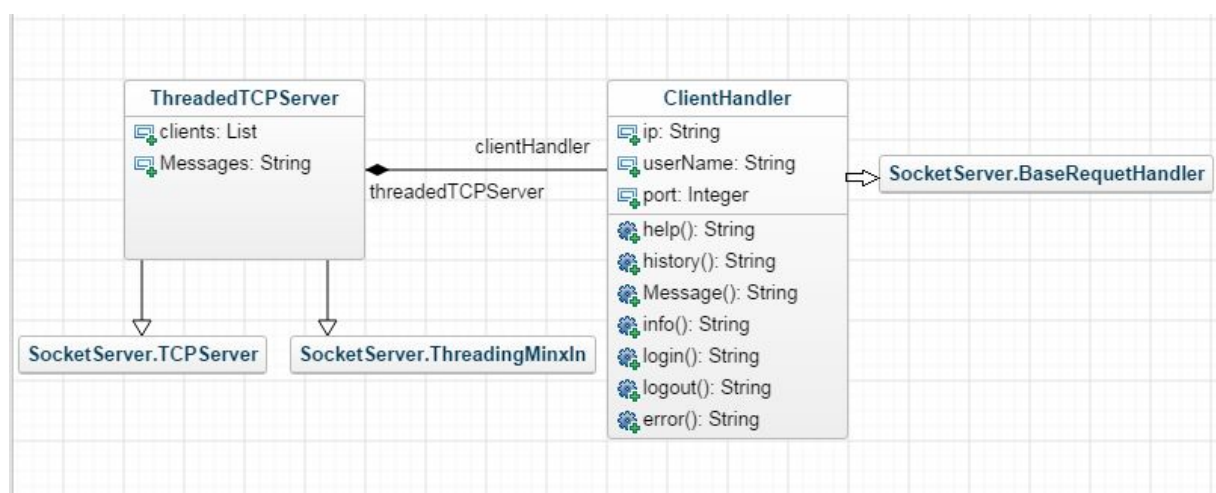 ThreadedTCPServer
clients: List
Messages: String
clientHandler
threadedTCPServer
ClientHandler
ip: String
userName: String
port: Integer
help(): String
history(): String
Message(): String
info(): String
login(): String
logout(): String
error(): String
SocketServer.BaseRequetHandler
SocketServer.TCPServer
SocketServer.ThreadingMinxIn